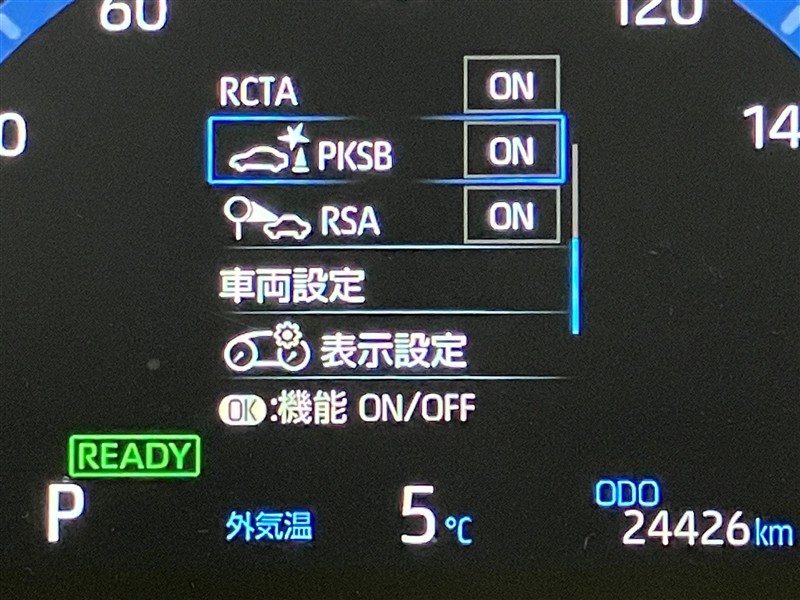 60
120
0
14
RCTA ON
PKSB ON
RSA ON
車両設定
表示設定
OK:機能 ON/OFF
READY
P
外気温 5℃
ODO
24426km